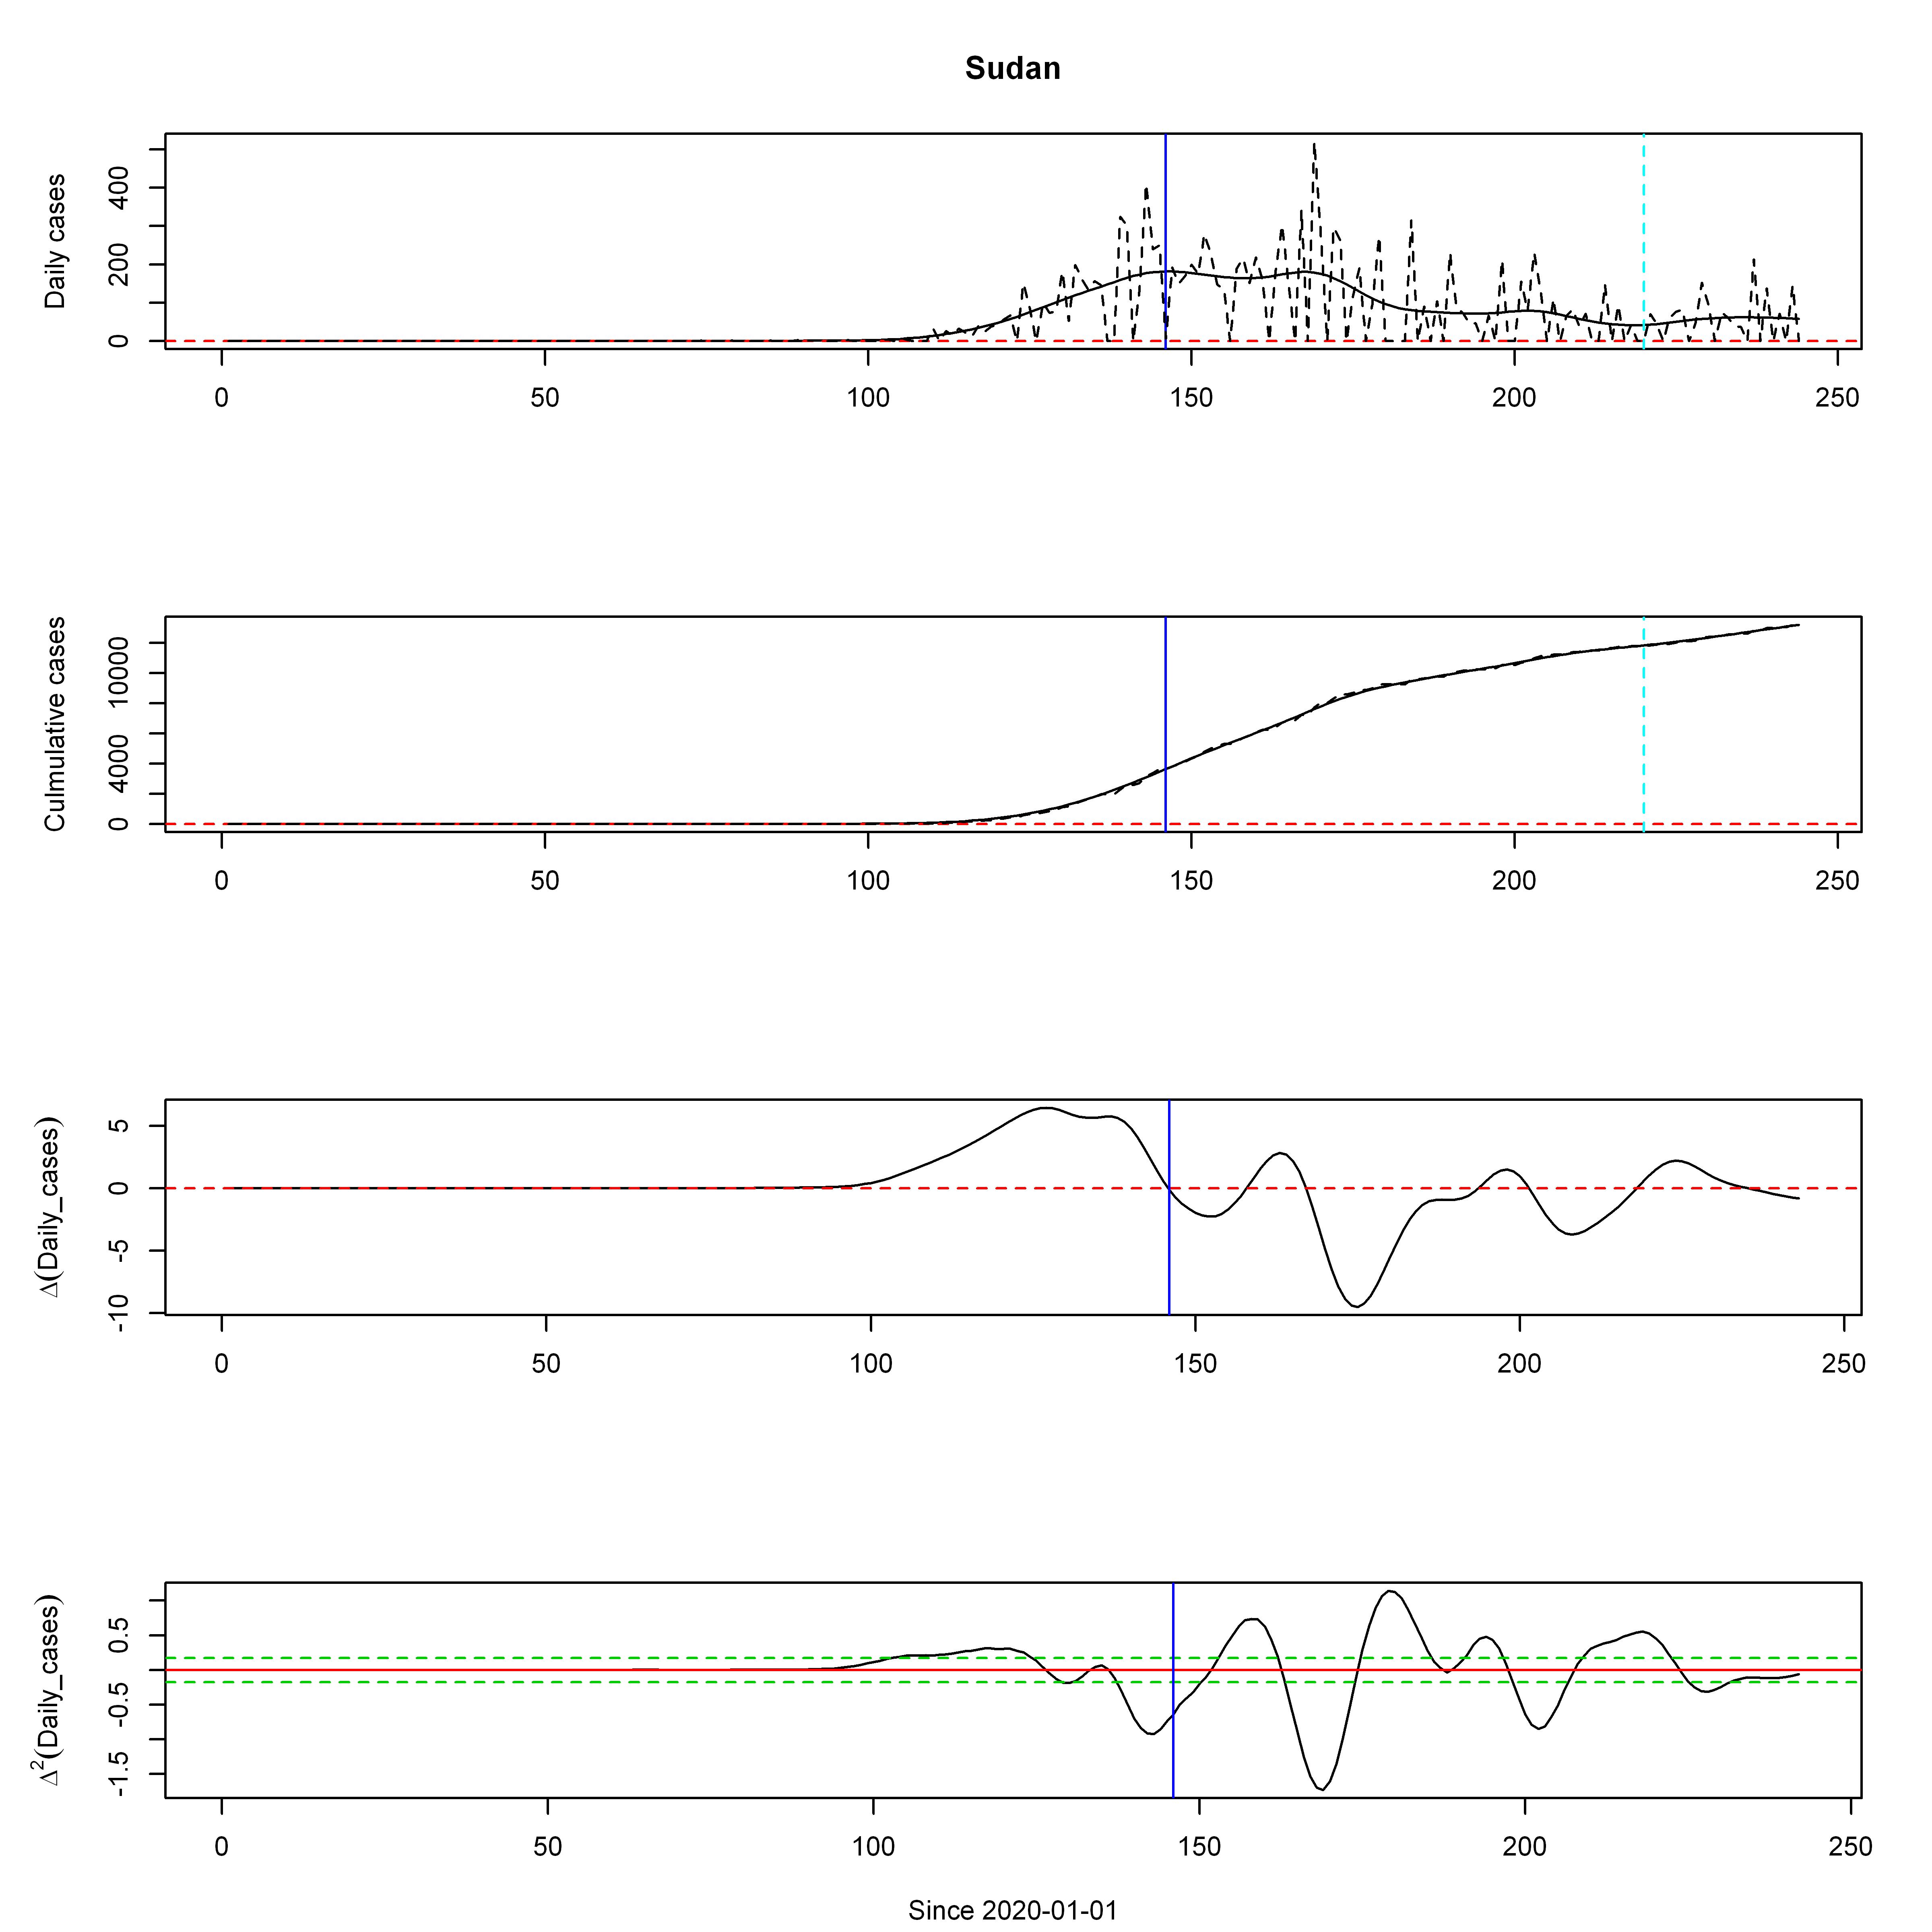 Sudan
Daily cases
0 200 400
0 50 100 150 200 250
Culmulative cases
0 4000 10000
0 50 100 150 200 250
Δ(Daily_cases)
-10 -5 0 5
0 50 100 150 200 250
Δ²(Daily_cases)
-1.5 -0.5 0.5
0 50 100 150 200 250
Since 2020-01-01